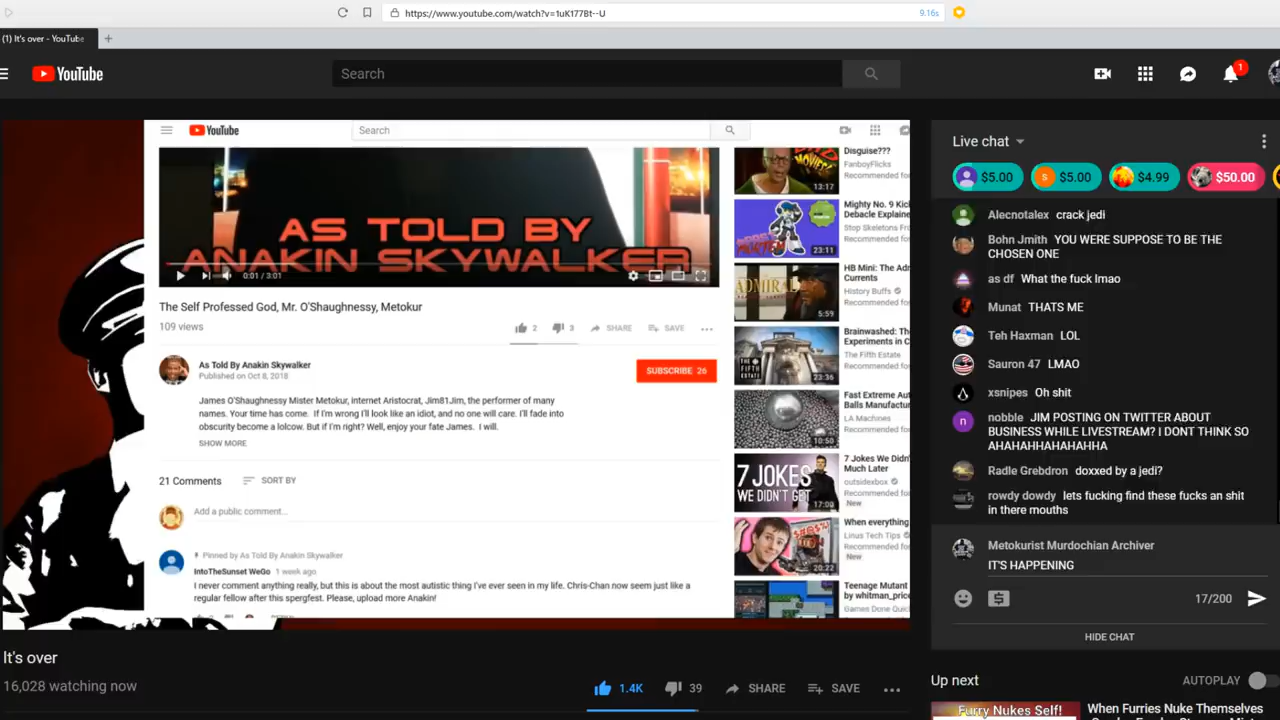 https://www.youtube.com/watch?v=1uK177Bt--U
9.16s
(1) It's over - YouTube
YouTube
Search
1
YouTube
Search
AS TOLD BY
ANAKIN SKYWALKER
0:01 / 3:01
The Self Professed God, Mr. O'Shaughnessy, Metokur
109 views
2
3
SHARE
SAVE
As Told By Anakin Skywalker
Published on Oct 8, 2018
SUBSCRIBE 26
James O'Shaughnessy Mister Metokur, Internet Aristocrat, Jim81Jim, the performer of many
names. Your time has come. If I'm wrong I'll look like an idiot, and no one will care. I'll fade into
obscurity become a lolcow. But if I'm right? Well, enjoy your fate James. I will.
SHOW MORE
21 Comments
SORT BY
Add a public comment...
Pinned by As Told By Anakin Skywalker
IntoTheSunset WeGo 1 week ago
I never comment anything really, but this is about the most autistic thing I've ever seen in my life. Chris-Chan now seem just like a
regular fellow after this spergfest. Please, upload more Anakin!
Disguise???
FanboyFlicks
Recommended fo
13:17
Mighty No. 9 Kic
Debacle Explaine
Stop Skeletons Fro
Recommended for
23:11
HB Mini: The Adm
Currents
History Buffs
Recommended for
ADMIRAL
5:59
Brainwashed: Th
Experiments in C
The Fifth Estate
Recommended for
THE
FIFTH
ESTATE
23:36
Fast Extreme Aut
Balls Manufactur
LA Machines
Recommended for
10:50
7 Jokes We Didn'
Much Later
outsidexbox
Recommended for
New
7 JOKES
WE DIDN'T GET
17:00
When everything
Linus Tech Tips
Recommended for
New
20:22
Teenage Mutant
by whitman_price
Games Done Quic
It's over
16,028 watching now
1.4K
39
SHARE
SAVE
Live chat
$5.00
S
$5.00
$4.99
$50.00
Alecnotalex crack jedi
Bohn Jmith YOU WERE SUPPOSE TO BE THE
CHOSEN ONE
as df What the fuck lmao
Munat THATS ME
Teh Haxman LOL
Sauron 47 LMAO
xsnipes Oh shit
n
nobble JIM POSTING ON TWITTER ABOUT
BUSINESS WHILE LIVESTREAM? I DON'T THINK SO
AHAHHAHAHAHAHA
Radle Grebdron doxxed by a jedi?
rowdy dowdy lets fucking find these fucks an shit
in there mouths
Metokurist Murdochian Archiver
IT'S HAPPENING
17/200
HIDE CHAT
Up next
AUTOPLAY
Furry Nukes Self!
When Furries Nuke Themselves